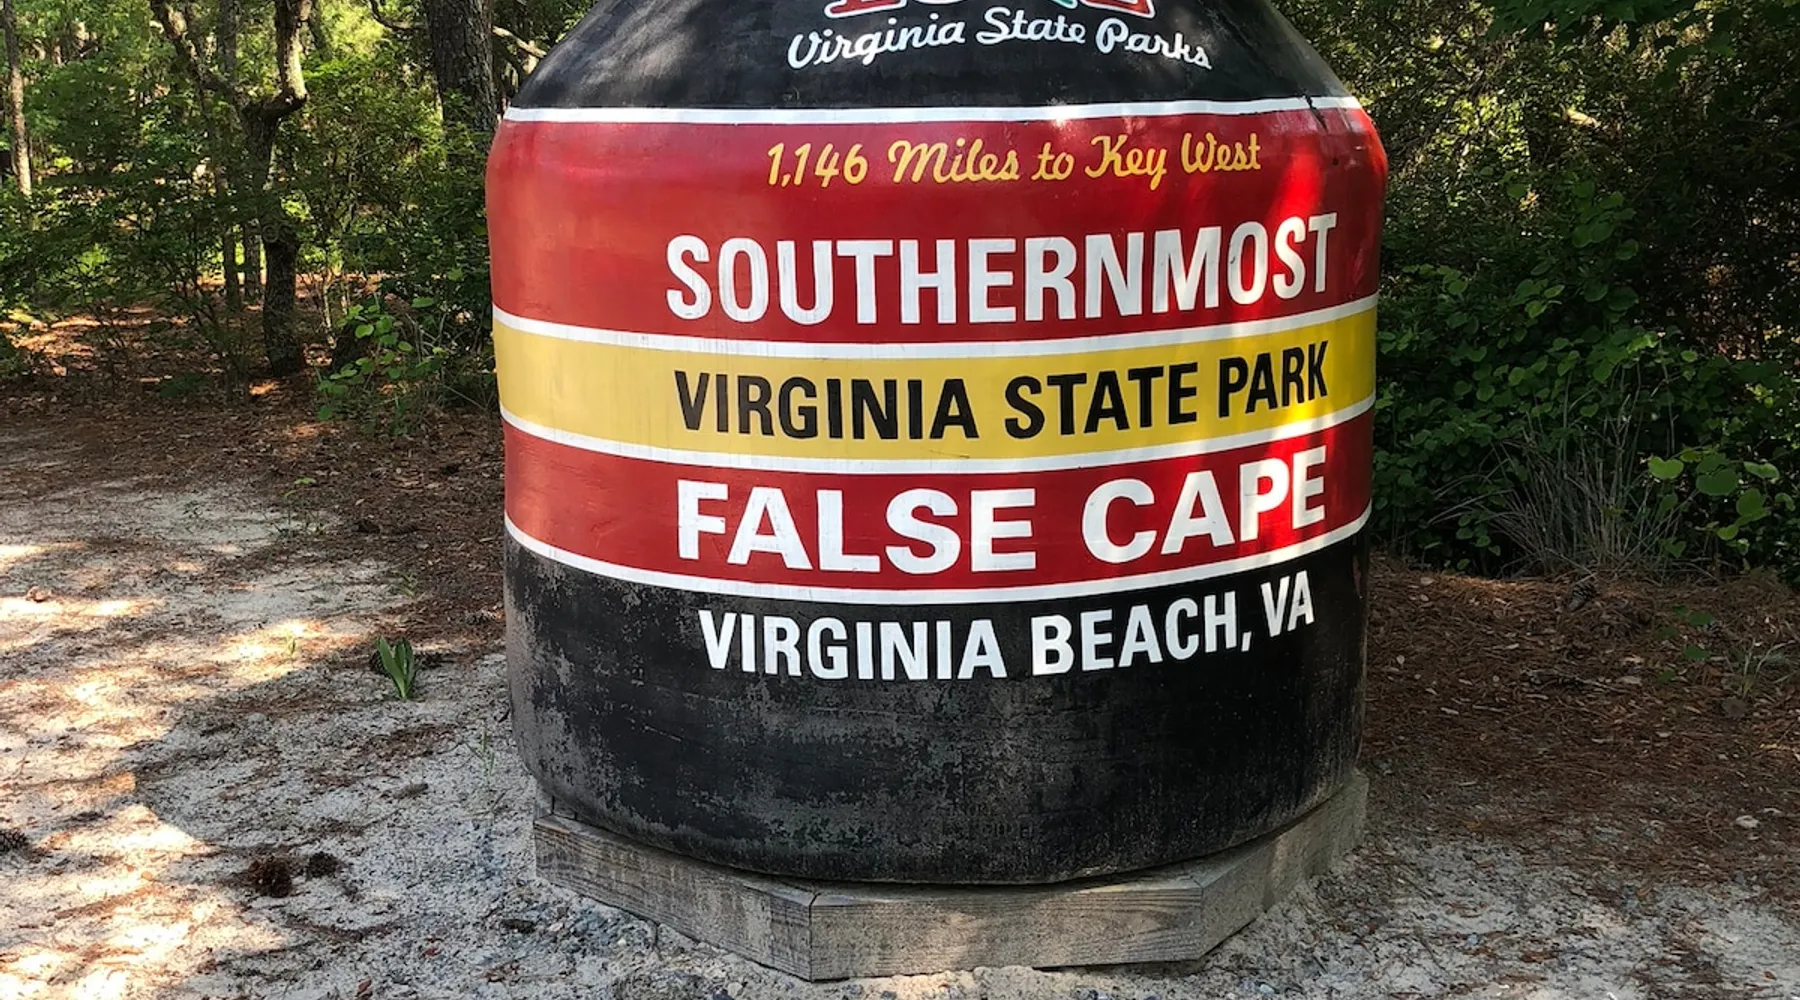 Virginia State Parks
1,146 Miles to Key West
SOUTHERNMOST
VIRGINIA STATE PARK
FALSE CAPE
VIRGINIA BEACH, VA